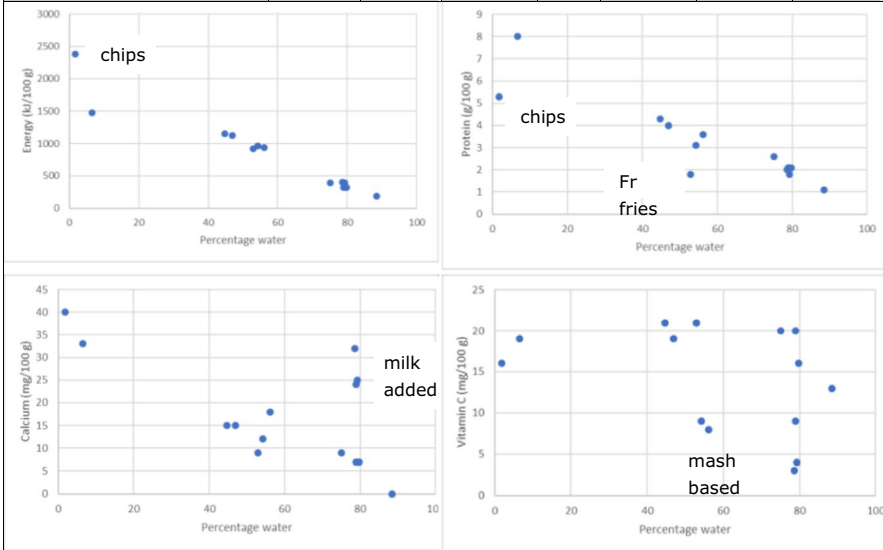 3000
2500
2000
1500
1000
500
0
Energy (kJ/100 g)
chips
0 20 40 60 80 100
Percentage water
9
8
7
6
5
4
3
2
1
0
Protein (g/100 g)
chips
Fr
fries
0 20 40 60 80 100
Percentage water
45
40
35
30
25
20
15
10
5
0
Calcium (mg/100 g)
milk
added
0 20 40 60 80
Percentage water
25
20
15
10
5
0
Vitamin C (mg/100 g)
mash
based
0 20 40 60 80 100
Percentage water